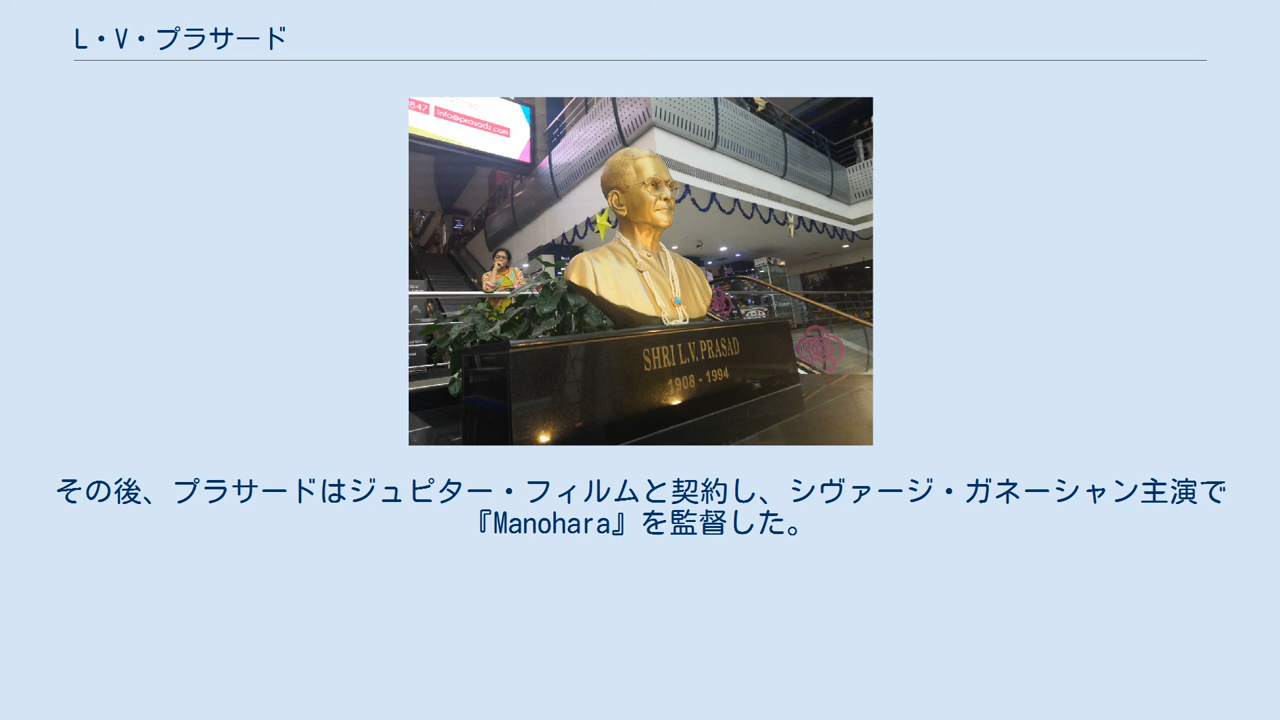 L・V・プラサード
847 info@prasadz.com
SHRI L.V. PRASAD
1908 - 1994
その後、プラサードはジュピター・フィルムと契約し、シヴァージ・ガネーシャン主演で
『Manohara』を監督した。